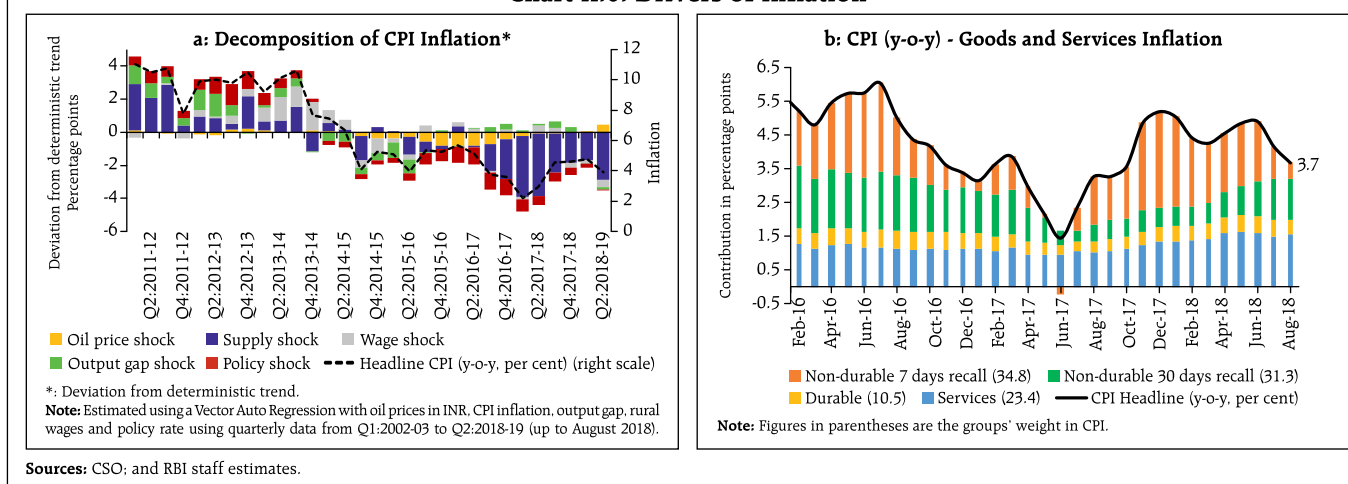 a: Decomposition of CPI Inflation*
Deviation from deterministic trend
Percentage points
4
2
0
-2
-4
-6
12
10
8
6
4
2
0
Inflation
Q2:2011-12
Q4:2011-12
Q2:2012-13
Q4:2012-13
Q2:2013-14
Q4:2013-14
Q2:2014-15
Q4:2014-15
Q2:2015-16
Q4:2015-16
Q2:2016-17
Q4:2016-17
Q2:2017-18
Q4:2017-18
Q2:2018-19
Oil price shock
Supply shock
Wage shock
Output gap shock
Policy shock
Headline CPI (y-o-y, per cent) (right scale)
*: Deviation from deterministic trend.
Note: Estimated using a Vector Auto Regression with oil prices in INR, CPI inflation, output gap, rural
wages and policy rate using quarterly data from Q1:2002-03 to Q2:2018-19 (up to August 2018).
b: CPI (y-o-y) - Goods and Services Inflation
Contribution in percentage points
6.5
5.5
4.5
3.5
2.5
1.5
0.5
-0.5
3.7
Feb-16
Apr-16
Jun-16
Aug-16
Oct-16
Dec-16
Feb-17
Apr-17
Jun-17
Aug-17
Oct-17
Dec-17
Feb-18
Apr-18
Jun-18
Aug-18
Non-durable 7 days recall (34.8)
Non-durable 30 days recall (31.3)
Durable (10.5)
Services (23.4)
CPI Headline (y-o-y, per cent)
Note: Figures in parentheses are the groups' weight in CPI.
Sources: CSO; and RBI staff estimates.